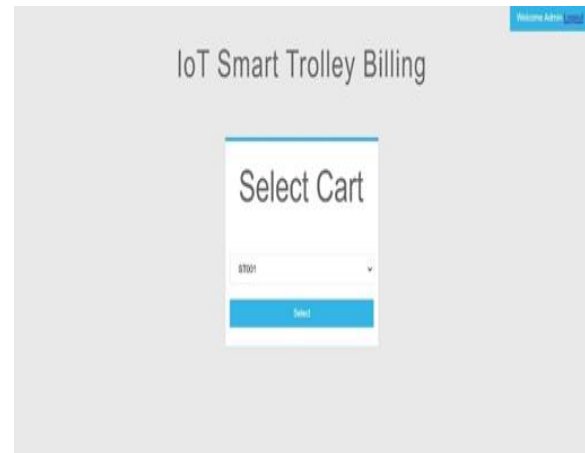 Welcome Admin Logout
IoT Smart Trolley Billing
Select Cart
ST001
Select